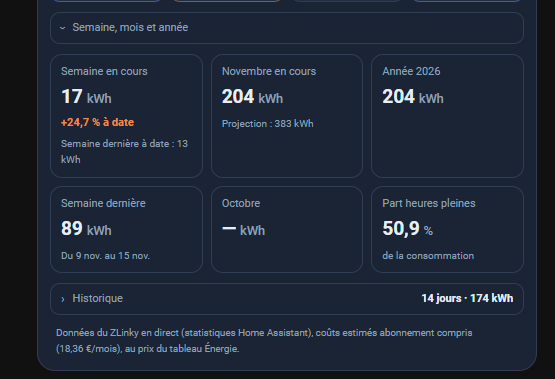 Semaine, mois et année
Semaine en cours
17 kWh
+24,7 % à date
Semaine dernière à date : 13
kWh
Novembre en cours
204 kWh
Projection : 383 kWh
Année 2026
204 kWh
Semaine dernière
89 kWh
Du 9 nov. au 15 nov.
Octobre
— kWh
Part heures pleines
50,9 %
de la consommation
Historique 14 jours · 174 kWh
Données du ZLinky en direct (statistiques Home Assistant), coûts estimés abonnement compris
(18,36 €/mois), au prix du tableau Énergie.